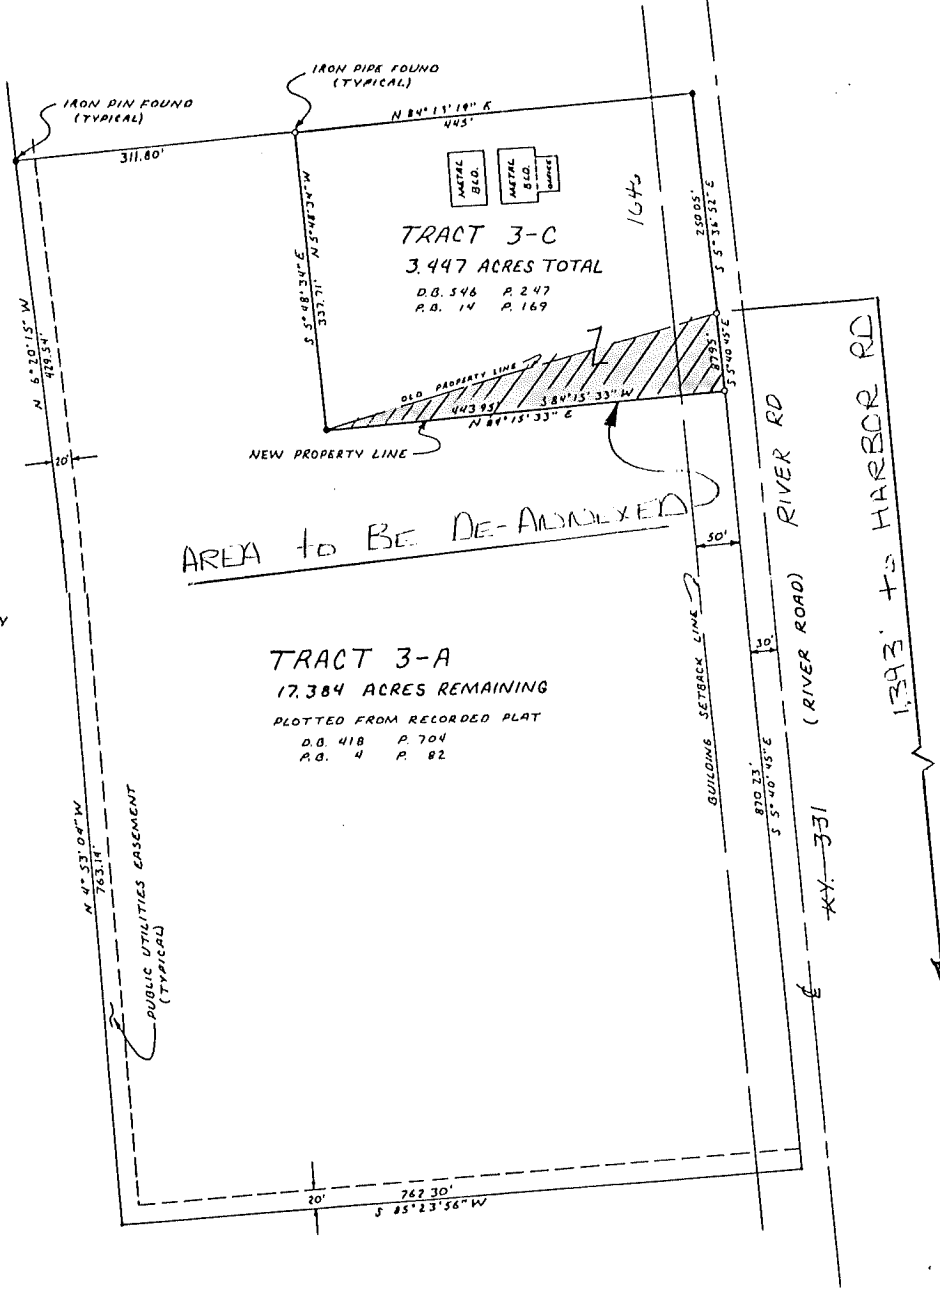 IRON PIPE FOUND
(TYPICAL)
IRON PIN FOUND
(TYPICAL)
N 84° 13' 19" E
443'
311.80'
METAL
BLD.
METAL
BLD.
OFFICE
1640
TRACT 3-C
3.447 ACRES TOTAL
D.B. 546 P. 247
P.B. 14 P. 169
N 5° 48' 34" W
S 5° 48' 34" E
337.71'
250.05'
S 5° 36' 52" E
N 6° 20' 15" W
429.54'
OLD PROPERTY LINE
Z
87.95'
S 5° 40' 45" E
443.95'
S 84° 15' 33" W
N 84° 15' 33" E
NEW PROPERTY LINE
20'
AREA to BE DE-ANNEXED
50'
RIVER RD
1,393' to HARBOR RD
Y
TRACT 3-A
17.384 ACRES REMAINING
PLOTTED FROM RECORDED PLAT
D.B. 418 P. 704
P.B. 4 P. 82
BUILDING SETBACK LINE
30'
(RIVER ROAD)
870.23'
S 5° 40' 45" E
KY. 331
N 4° 53' 04" W
763.14'
PUBLIC UTILITIES EASEMENT
(TYPICAL)
20'
762.30'
S 85° 23' 56" W